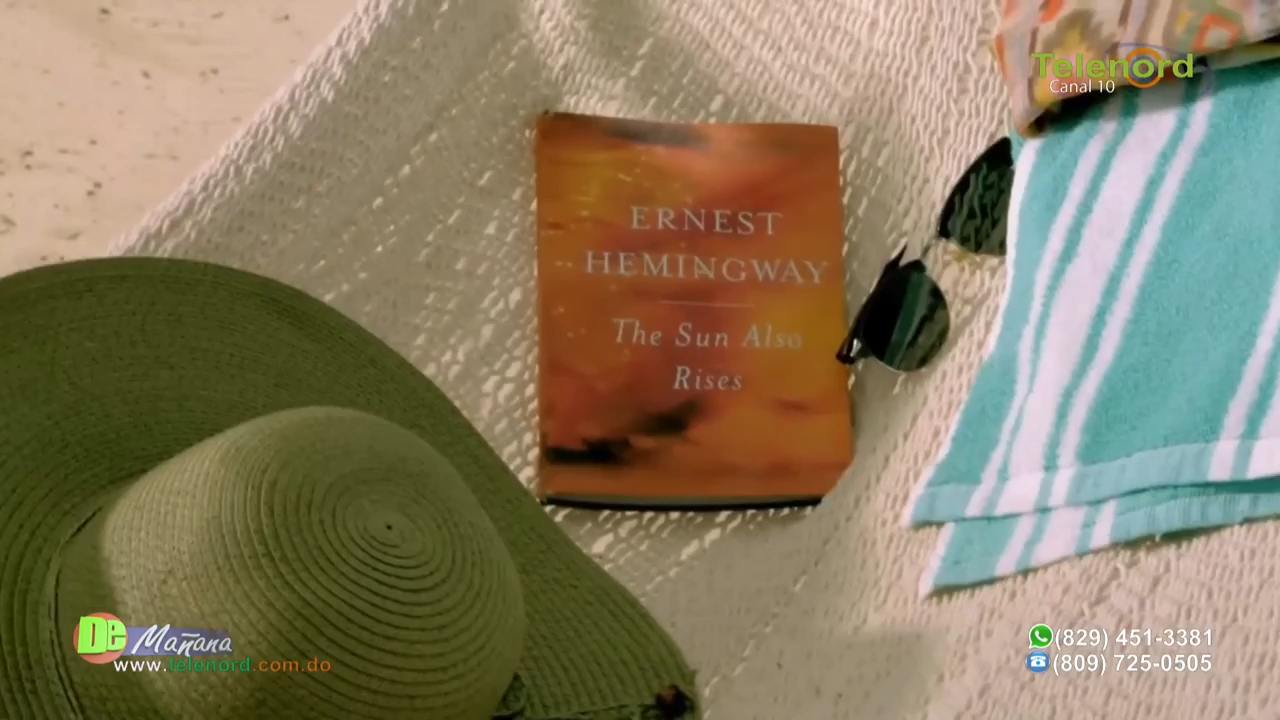 Telenord
Canal 10
ERNEST
HEMINGWAY
The Sun Also
Rises
De Mañana
www.telenord.com.do
(829) 451-3381
(809) 725-0505